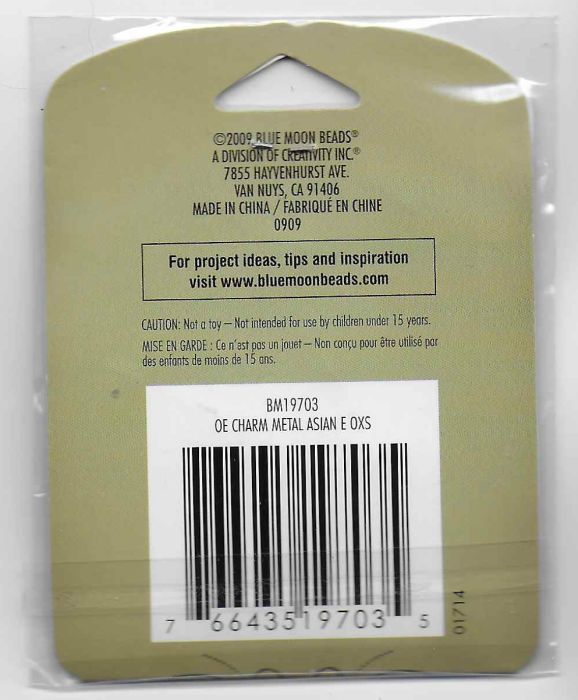 ©2009 BLUE MOON BEADS®
A DIVISION OF CREATIVITY INC.®
7855 HAYVENHURST AVE.
VAN NUYS, CA 91406
MADE IN CHINA / FABRIQUÉ EN CHINE
0909
For project ideas, tips and inspiration
visit www.bluemoonbeads.com
CAUTION: Not a toy – Not intended for use by children under 15 years.
MISE EN GARDE : Ce n'est pas un jouet – Non conçu pour être utilisé par
des enfants de moins de 15 ans.
BM19703
OE CHARM METAL ASIAN E OXS
7 66435 19703 5
01714